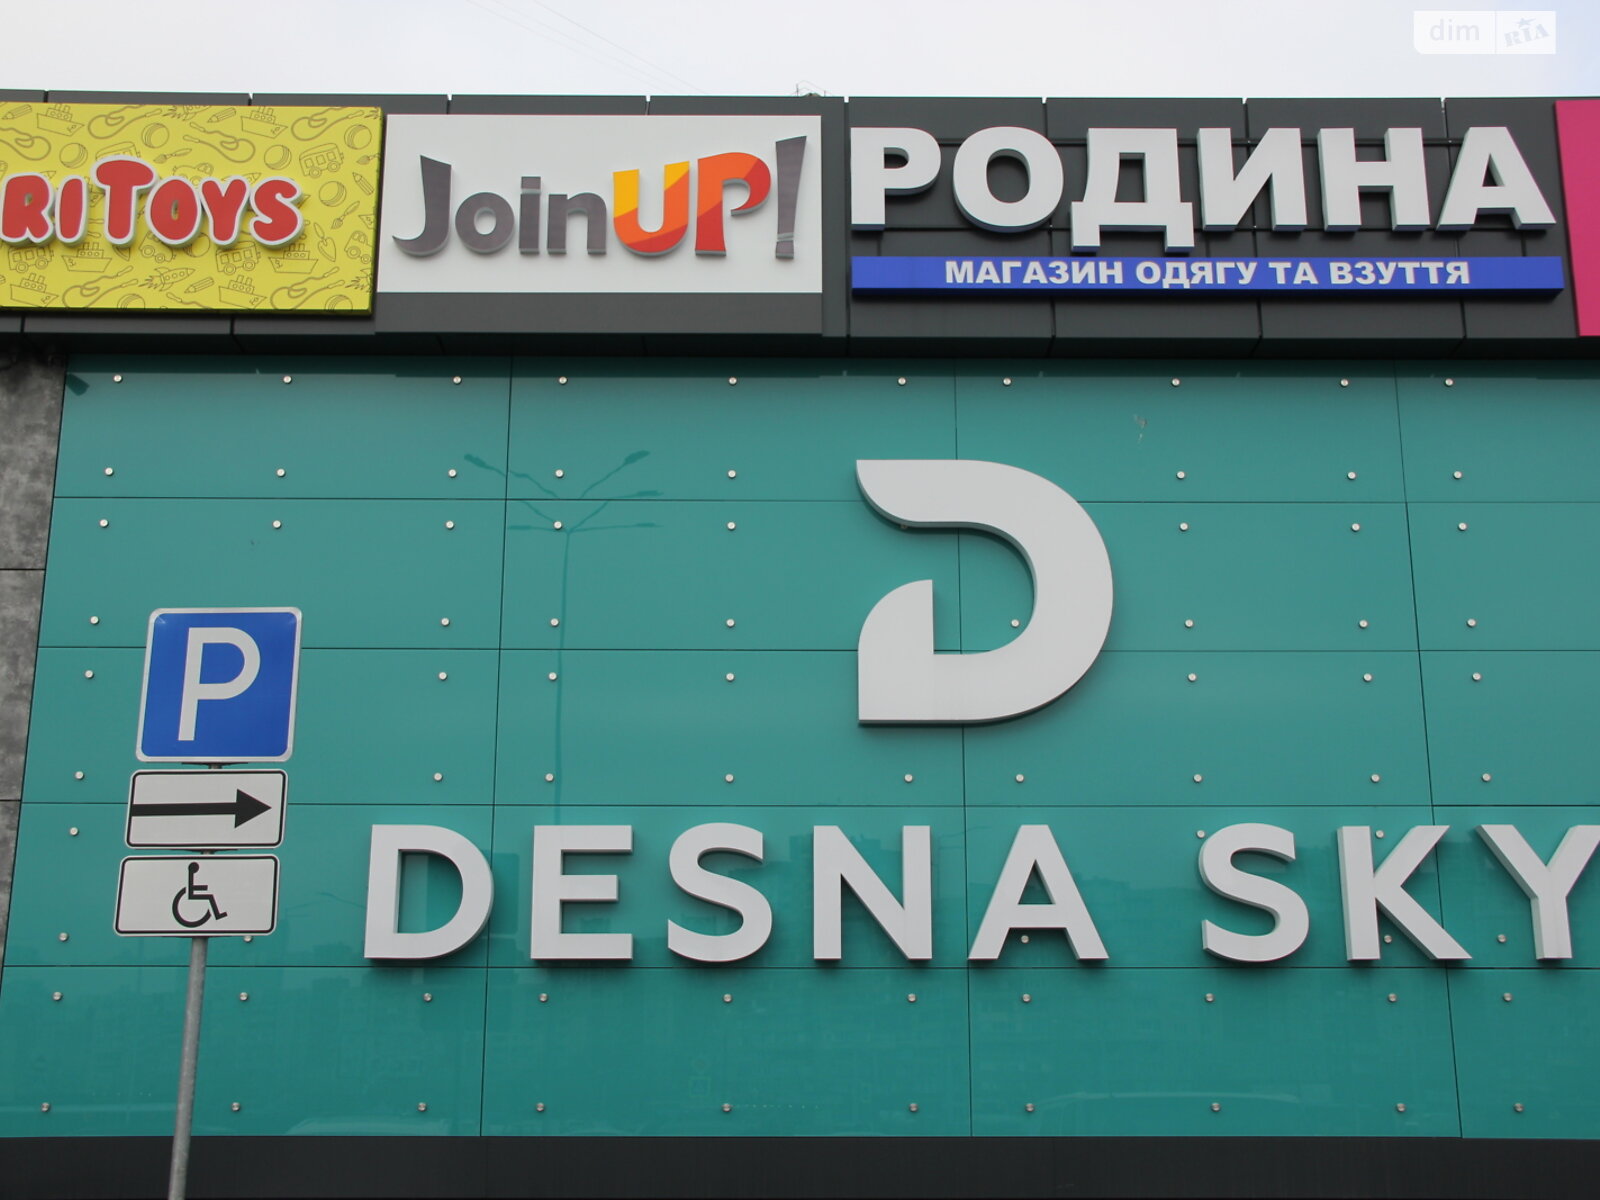 dim RIA
RITOYS
JoinUP!
РОДИНА
МАГАЗИН ОДЯГУ ТА ВЗУТТЯ
P
DESNA SKY